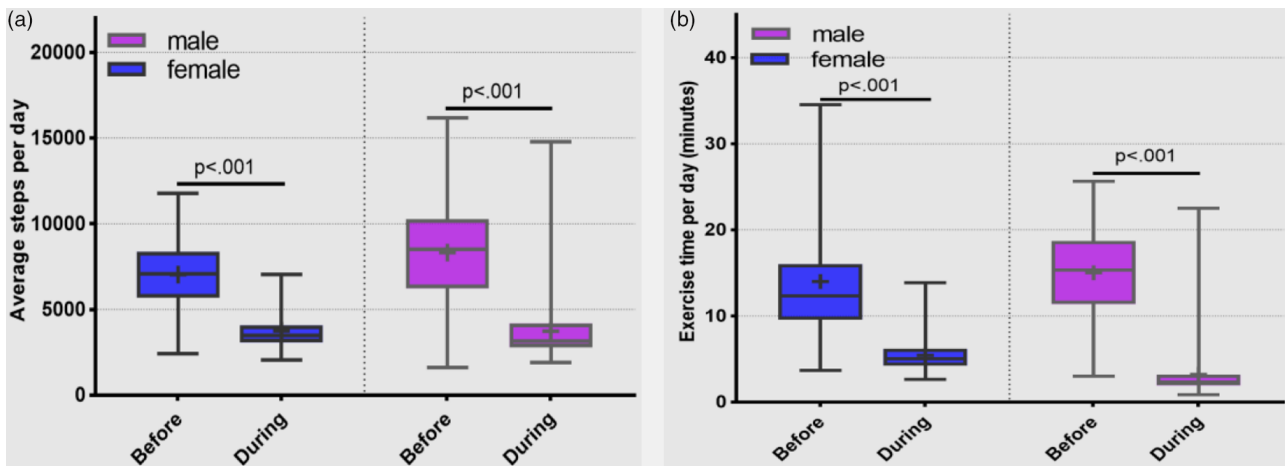 (a)
male
female
20000
15000
10000
5000
0
Average steps per day
p<.001
p<.001
Before
During
Before
During
(b)
male
female
40
30
20
10
0
Exercise time per day (minutes)
p<.001
p<.001
Before
During
Before
During